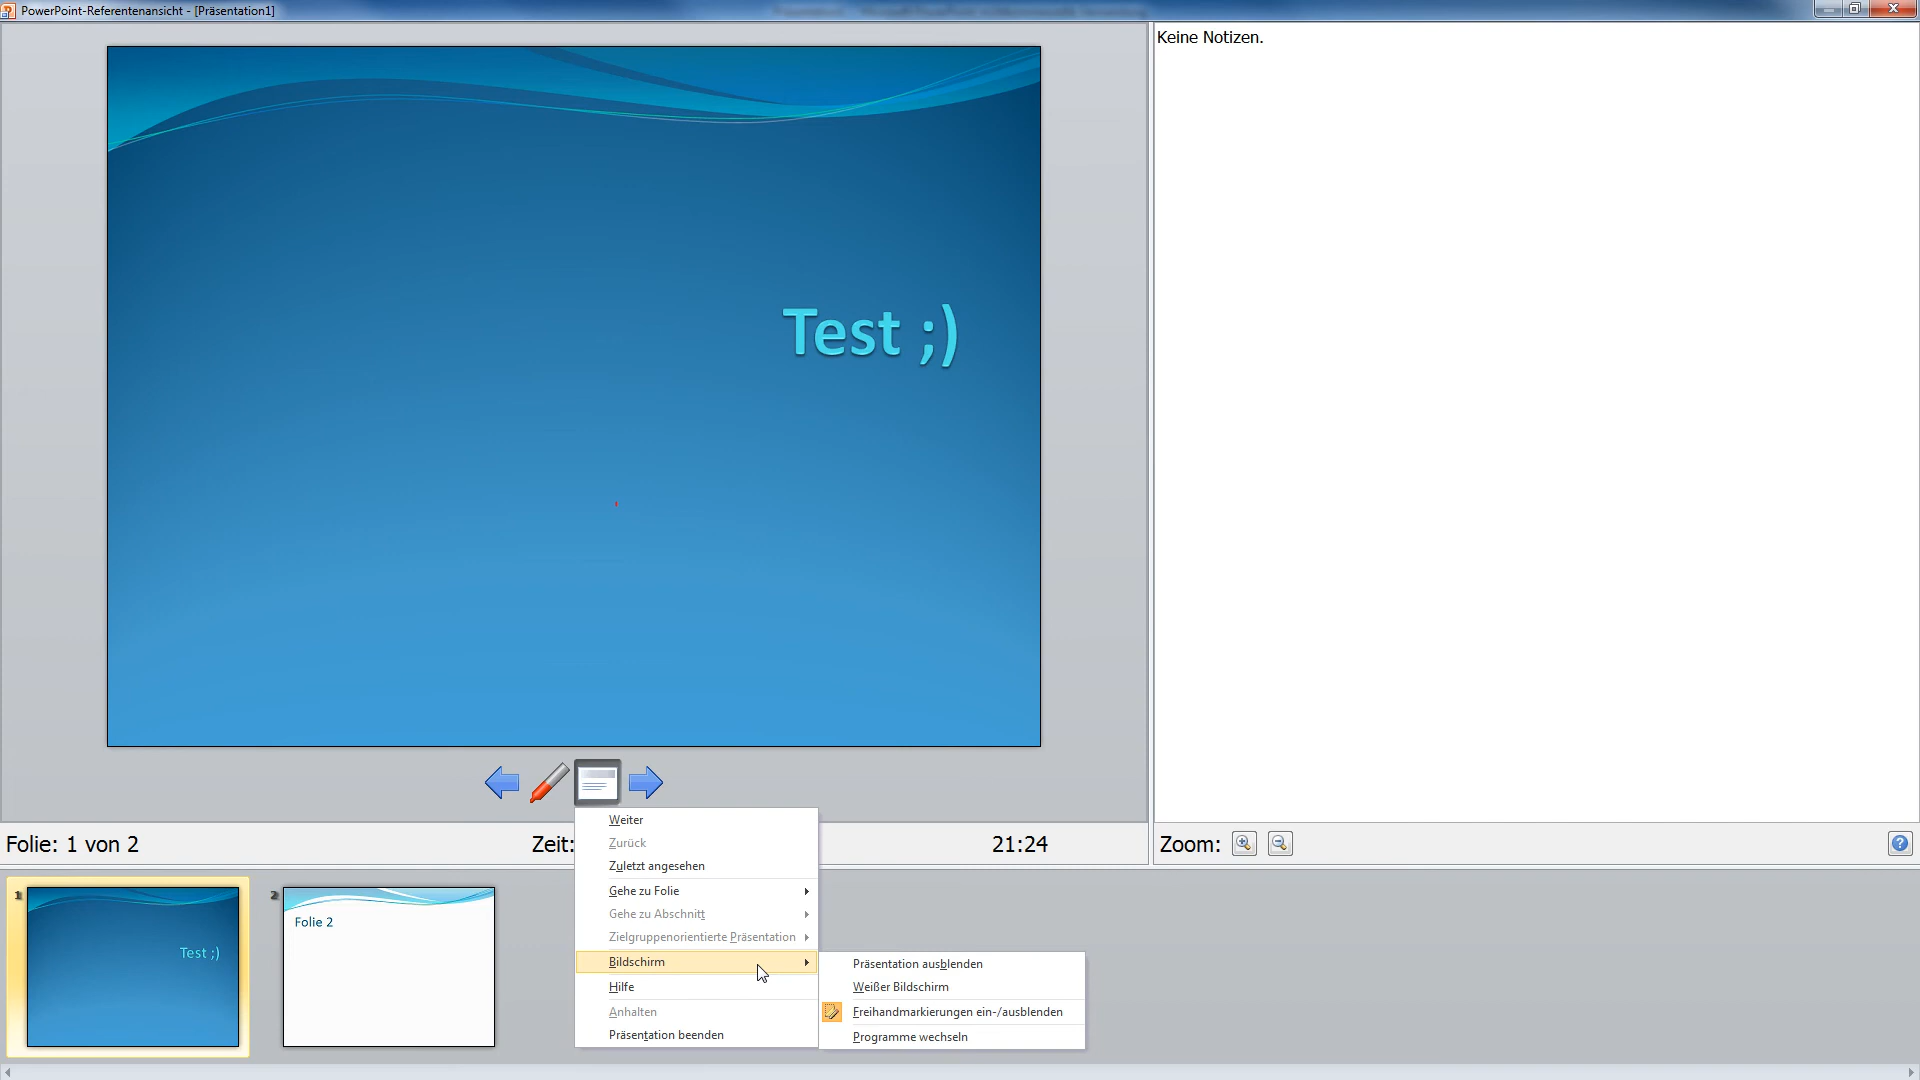 PowerPoint-Referentenansicht - [Präsentation1]
Keine Notizen.
Test ;)
Folie: 1 von 2
Zeit:
21:24
Zoom:
Weiter
Zurück
Zuletzt angesehen
Gehe zu Folie
Gehe zu Abschnitt
Zielgruppenorientierte Präsentation
Bildschirm
Hilfe
Anhalten
Präsentation beenden
Präsentation ausblenden
Weißer Bildschirm
Freihandmarkierungen ein-/ausblenden
Programme wechseln
1
Test ;)
2
Folie 2